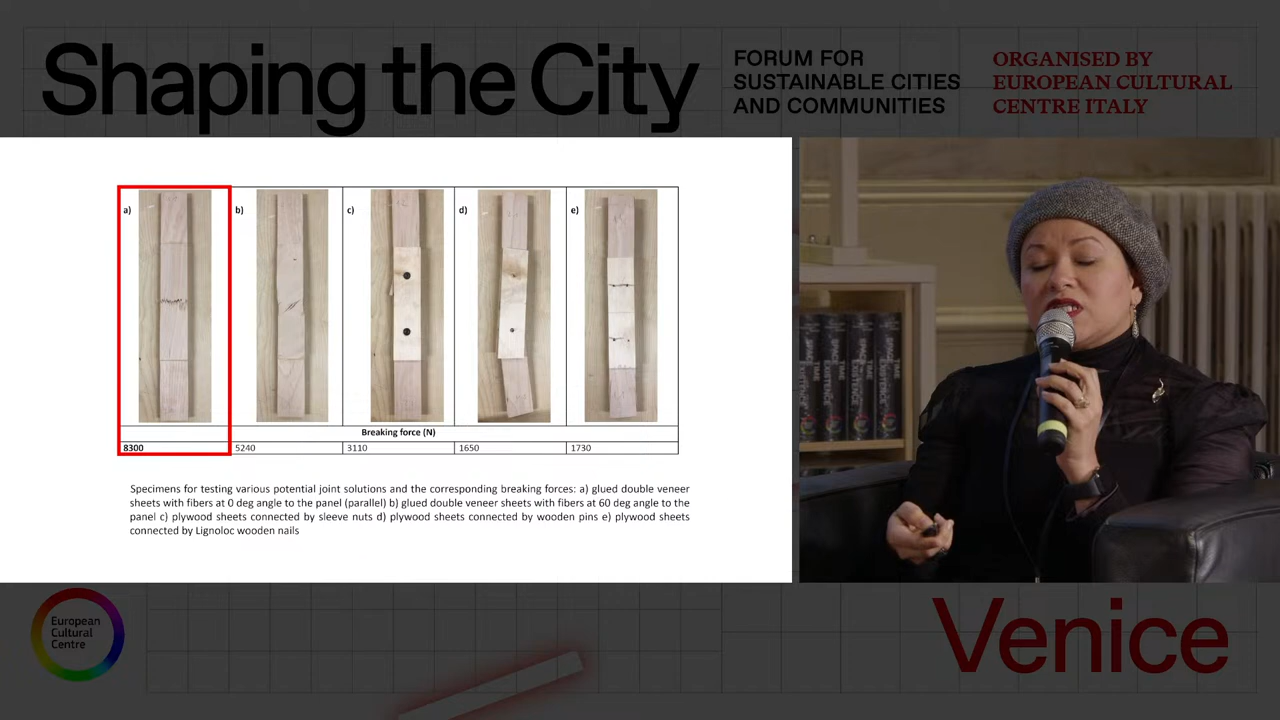 Shaping the City
FORUM FOR
SUSTAINABLE CITIES
AND COMMUNITIES
ORGANISED BY
EUROPEAN CULTURAL
CENTRE ITALY
a)
b)
c)
d)
e)
Breaking force (N)
8300
5240
3110
1650
1730
Specimens for testing various potential joint solutions and the corresponding breaking forces: a) glued double veneer
sheets with fibers at 0 deg angle to the panel (parallel) b) glued double veneer sheets with fibers at 60 deg angle to the
panel c) plywood sheets connected by sleeve nuts d) plywood sheets connected by wooden pins e) plywood sheets
connected by Lignoloc wooden nails
TIME
SPACE
EXISTENCE
European
Cultural
Centre
Venice